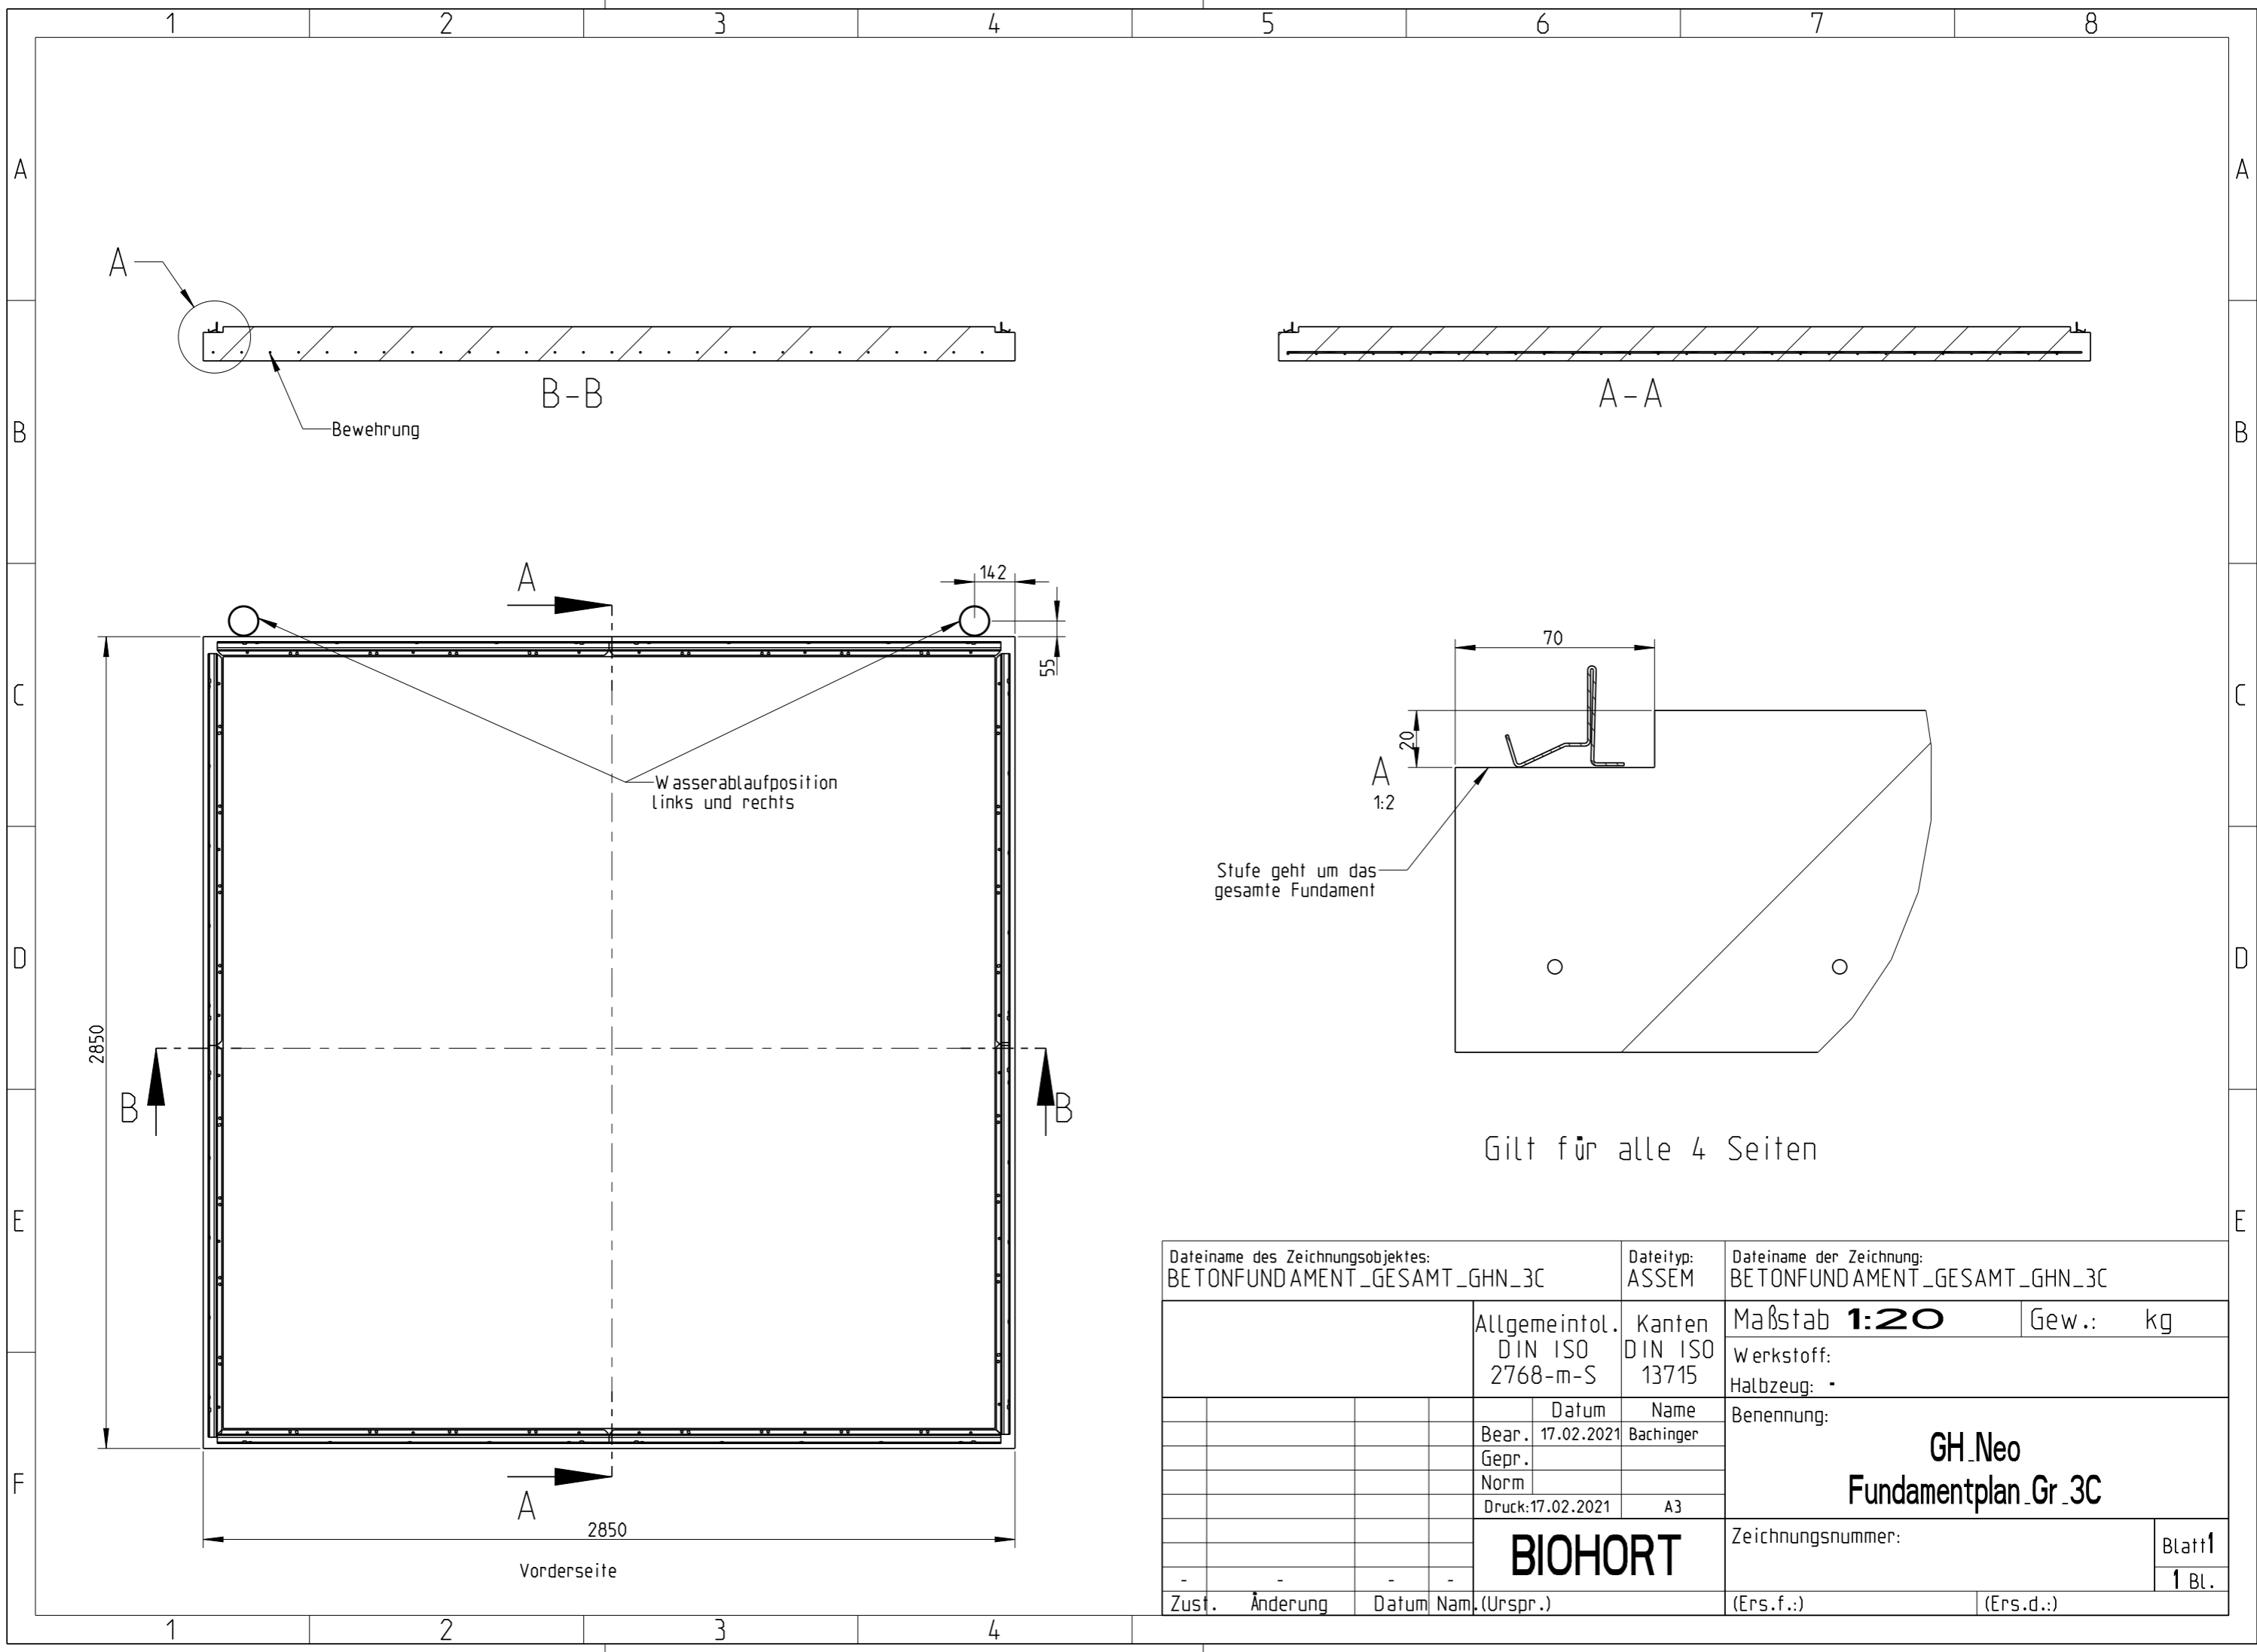 1 2 3 4 5 6 7 8
A A
A
B-B
A-A
Bewehrung
B B
A
142
55
C C
Wasserablaufposition
links und rechts
70
20
A
1:2
Stufe geht um das
gesamte Fundament
D D
2850
B B
Gilt für alle 4 Seiten
E E
A
2850
Vorderseite
F
Dateiname des Zeichnungsobjektes:
BETONFUNDAMENT_GESAMT_GHN_3C
Dateityp:
ASSEM
Dateiname der Zeichnung:
BETONFUNDAMENT_GESAMT_GHN_3C
Allgemeintol.
DIN ISO
2768-m-S
Kanten
DIN ISO
13715
Maßstab 1:20
Gew.: kg
Werkstoff:
Halbzeug: -
Datum Name
Bear. 17.02.2021 Bachinger
Gepr.
Norm
Druck:17.02.2021 A3
Benennung:
GH_Neo
Fundamentplan_Gr_3C
BIOHORT
Zeichnungsnummer:
Blatt1
1 Bl.
- - - -
Zust. Änderung Datum Nam. (Urspr.) (Ers.f.:) (Ers.d.:)
1 2 3 4